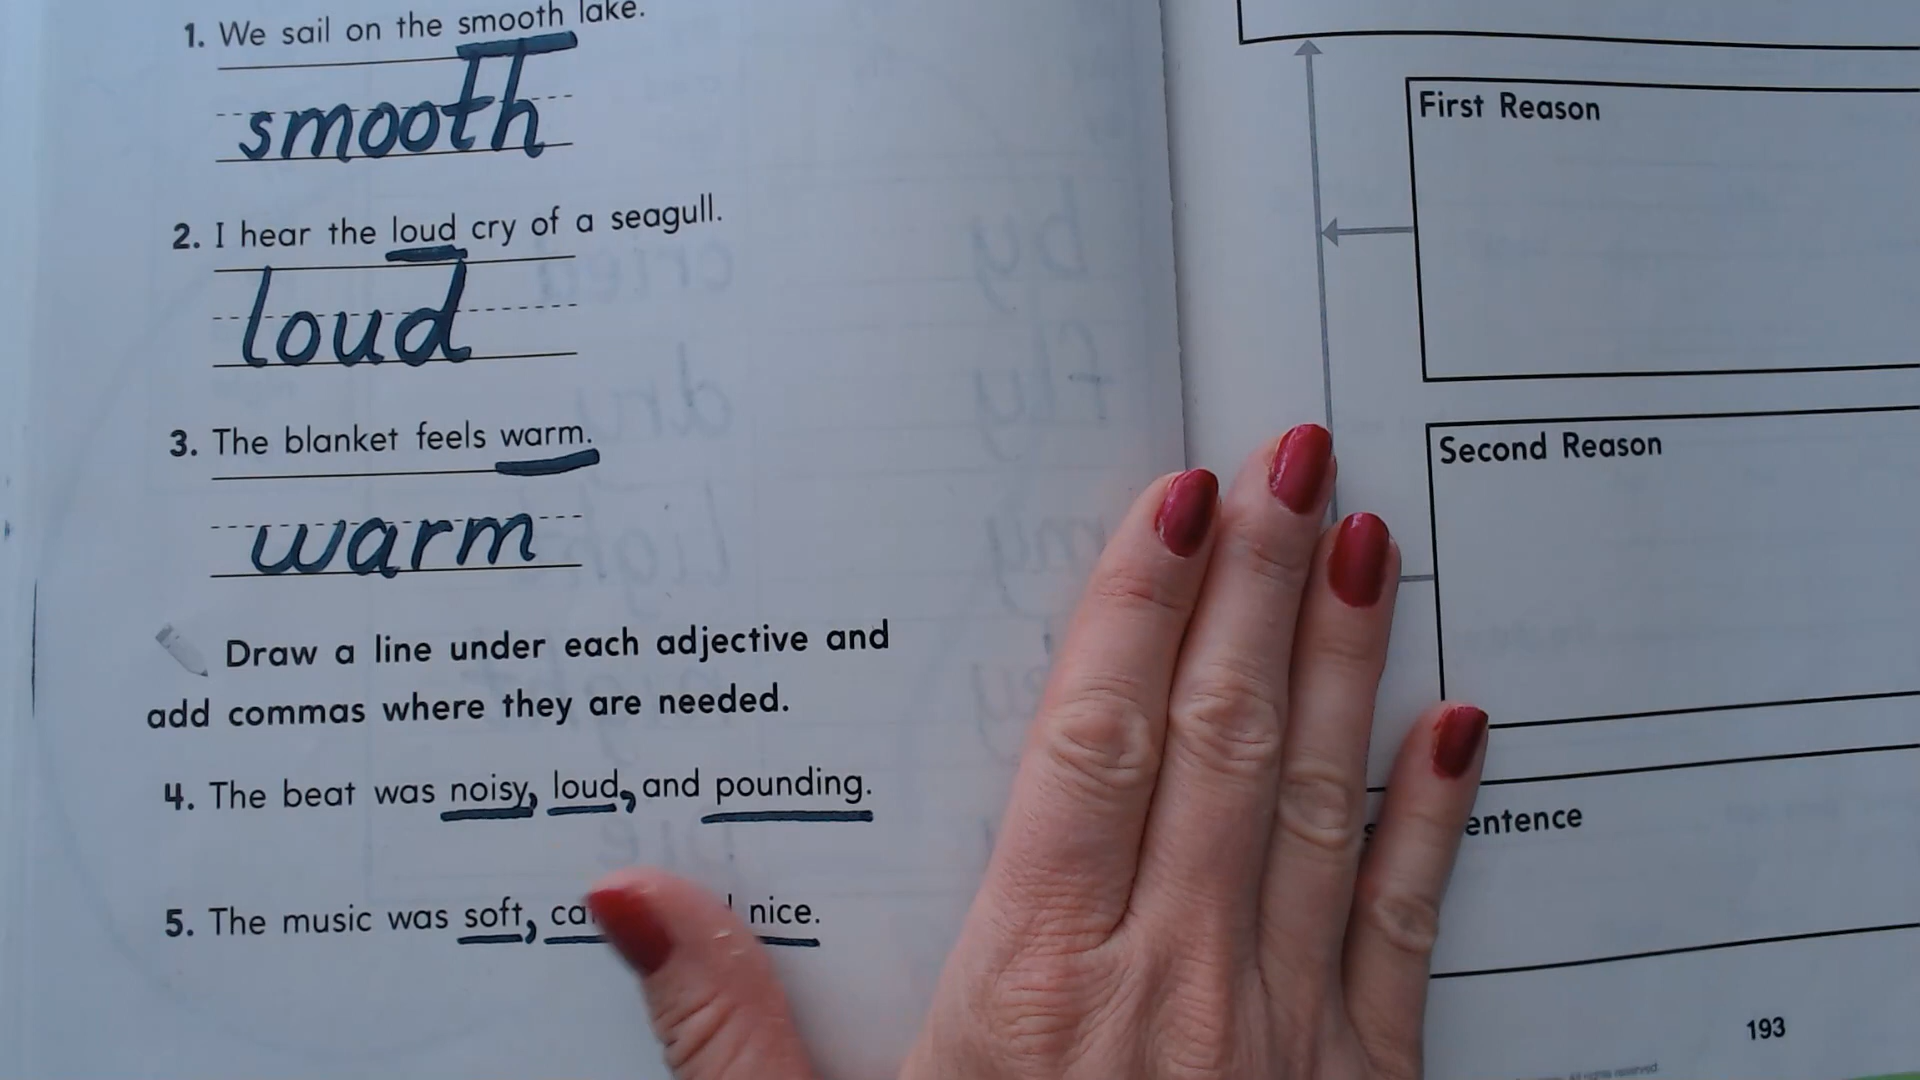 1. We sail on the smooth lake.
smooth
2. I hear the loud cry of a seagull.
loud
3. The blanket feels warm.
warm
Draw a line under each adjective and
add commas where they are needed.
4. The beat was noisy, loud, and pounding.
5. The music was soft, nice.
First Reason
Second Reason
193